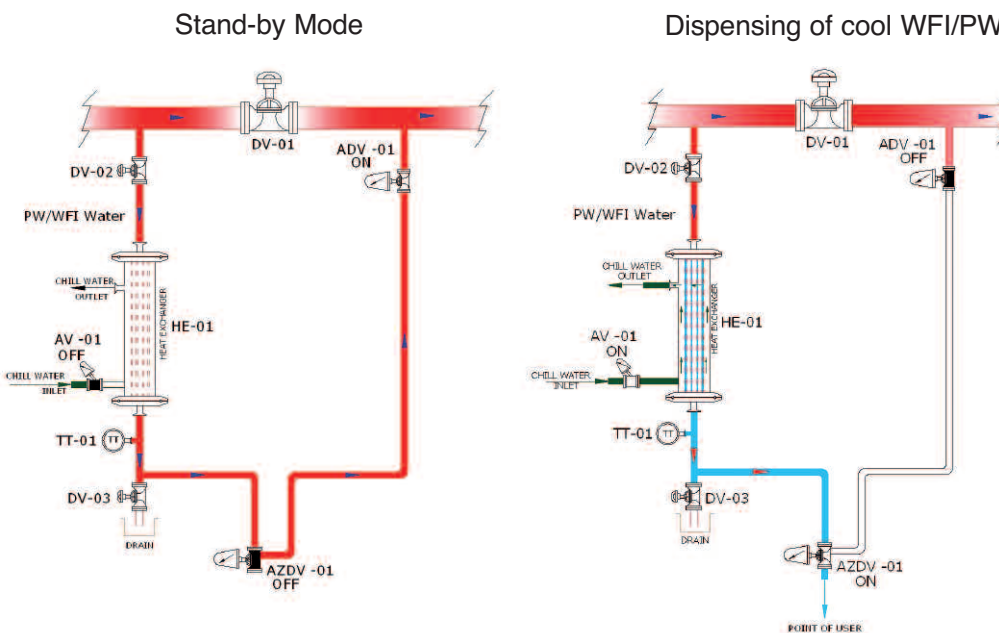 Stand-by Mode
DV-01
ADV -01
ON
DV-02
PW/WFI Water
CHILL WATER
OUTLET
HEAT EXCHANGER
HE-01
AV -01
OFF
CHILL WATER
INLET
TT-01
TT
DV-03
DRAIN
AZDV -01
OFF
Dispensing of cool WFI/PW
DV-01
ADV -01
OFF
DV-02
PW/WFI Water
CHILL WATER
OUTLET
HEAT EXCHANGER
HE-01
AV -01
ON
CHILL WATER
INLET
TT-01
TT
DV-03
DRAIN
AZDV -01
ON
POINT OF USER